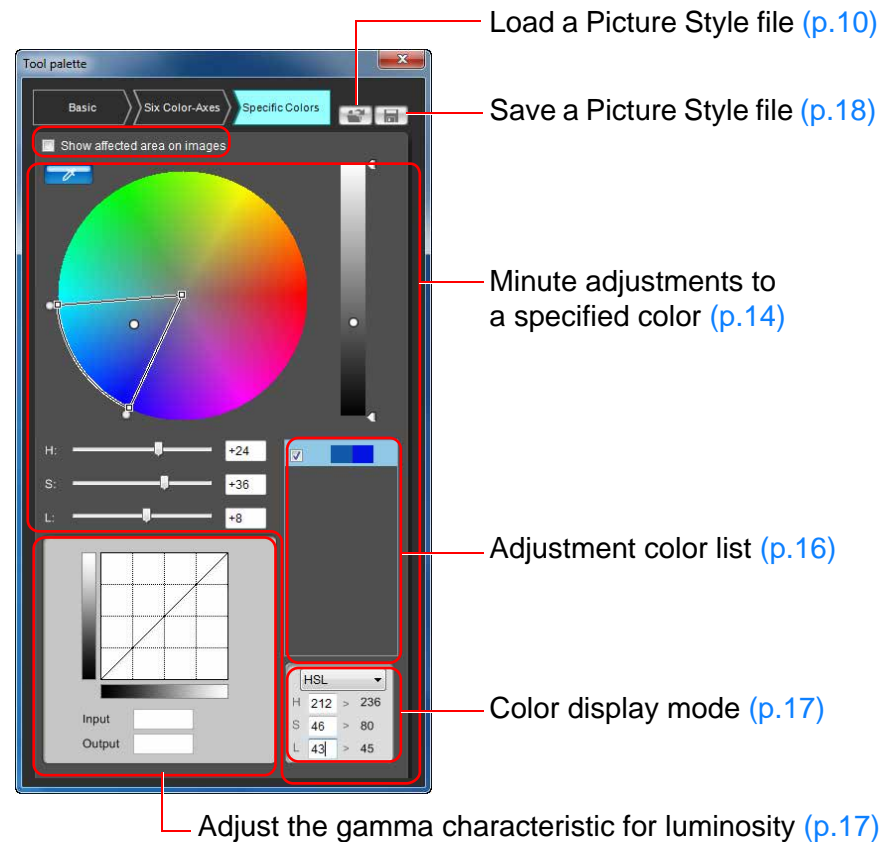 Load a Picture Style file (p.10)
Tool palette
Basic
Six Color-Axes
Specific Colors
Save a Picture Style file (p.18)
Show affected area on images
Minute adjustments to
a specified color (p.14)
H: +24
S: +36
L: +8
Adjustment color list (p.16)
HSL
H 212 > 236
S 46 > 80
L 43 > 45
Color display mode (p.17)
Input
Output
Adjust the gamma characteristic for luminosity (p.17)